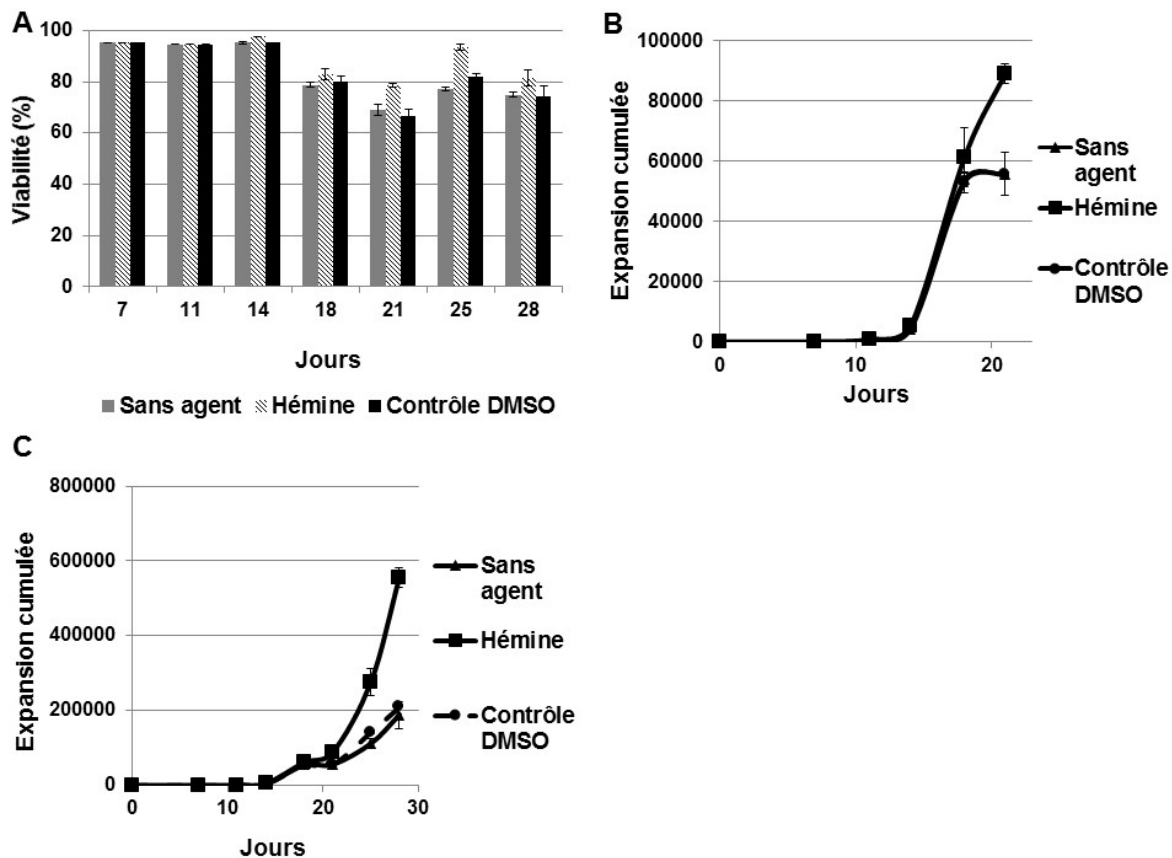 A
Viabilité (%)
100
80
60
40
20
0
7 11 14 18 21 25 28
Jours
Sans agent Hémine Contrôle DMSO
B
Expansion cumulée
100000
80000
60000
40000
20000
0
0 10 20
Jours
Sans
agent
Hémine
Contrôle
DMSO
C
Expansion cumulée
800000
600000
400000
200000
0
0 10 20 30
Jours
Sans
agent
Hémine
Contrôle
DMSO